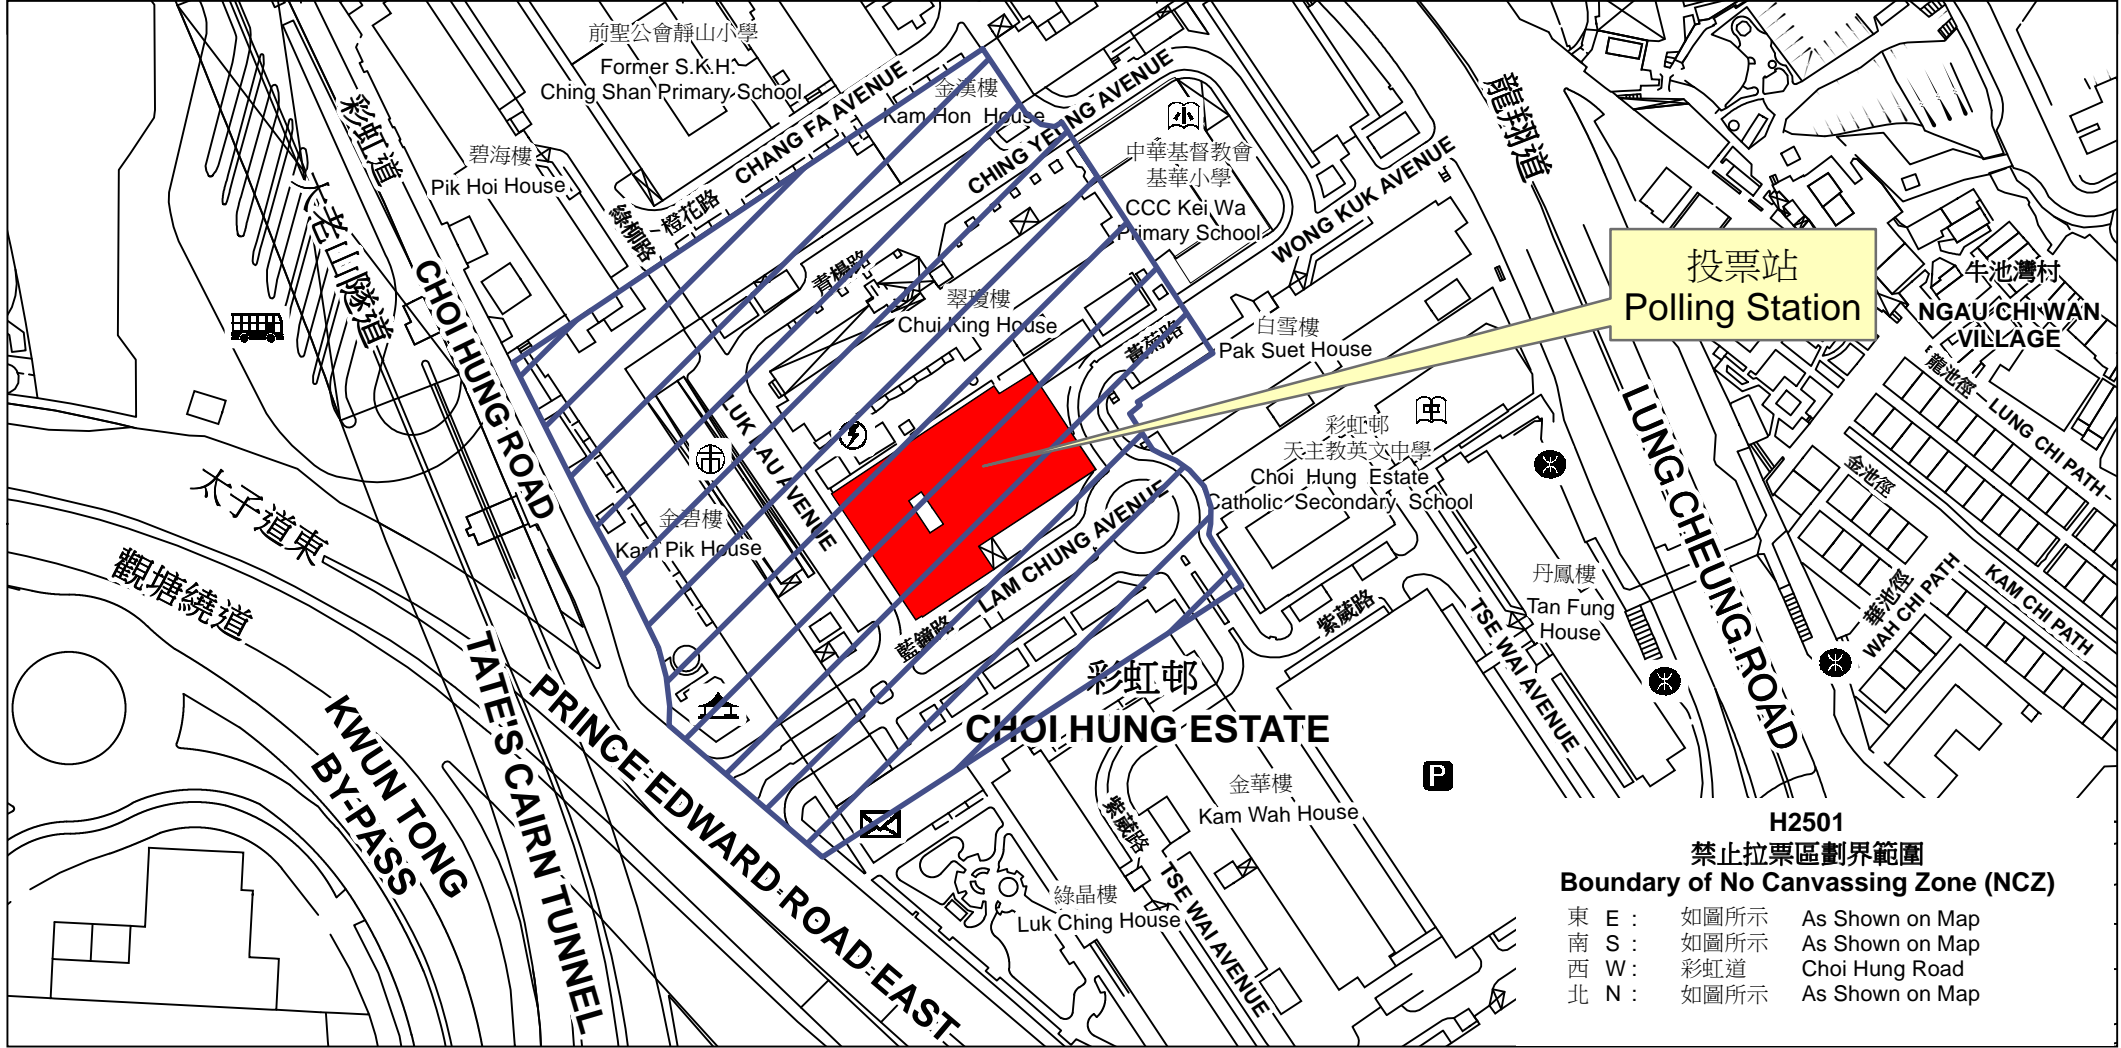 前聖公會靜山小學
Former S.K.H.
Ching Shan Primary School
金漢樓
Kam Hon House
CHANG FA AVENUE
橙花路
CHING YEUNG AVENUE
青楊路
中華基督教會
基華小學
CCC Kei Wa
Primary School
WONG KUK AVENUE
黃菊路
龍翔道
彩虹道
碧海樓
Pik Hoi House
綠柳路
大老山隧道
CHOI HUNG ROAD
翠瓊樓
Chui King House
白雪樓
Pak Suet House
投票站
Polling Station
牛池灣村
NGAU CHI WAN
VILLAGE
龍池徑
LUNG CHI PATH
金池徑
KAM CHI PATH
華池徑
WAH CHI PATH
LUNG CHEUNG ROAD
彩虹邨
天主教英文中學
Choi Hung Estate
Catholic Secondary School
市
LUK LAU AVENUE
金碧樓
Kam Pik House
藍鐘路
LAM CHUNG AVENUE
太子道東
觀塘繞道
丹鳳樓
Tan Fung
House
紫葳路
TSE WAI AVENUE
彩虹邨
CHOI HUNG ESTATE
KWUN TONG
BY-PASS
TATE'S CAIRN TUNNEL
PRINCE EDWARD ROAD EAST
金華樓
Kam Wah House
P
紫葳路
TSE WAI AVENUE
綠晶樓
Luk Ching House
H2501
禁止拉票區劃界範圍
Boundary of No Canvassing Zone (NCZ)
東 E : 如圖所示 As Shown on Map
南 S : 如圖所示 As Shown on Map
西 W : 彩虹道 Choi Hung Road
北 N : 如圖所示 As Shown on Map